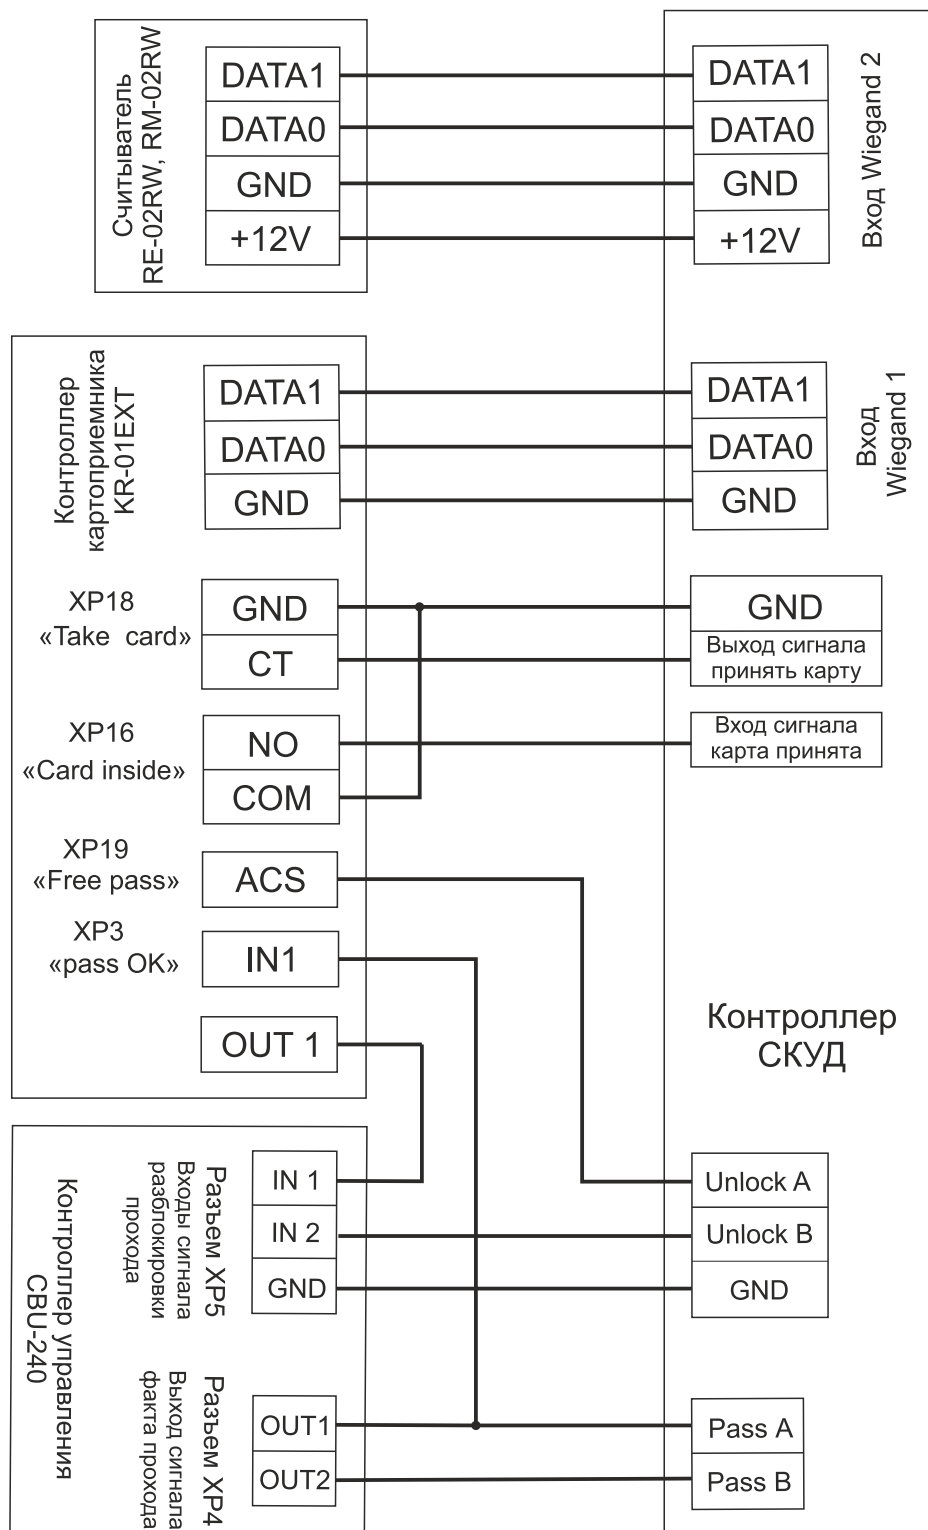 Считыватель
RE-02RW, RM-02RW
DATA1
DATA0
GND
+12V
DATA1
DATA0
GND
+12V
Вход Wiegand 2
Контроллер
картоприемника
KR-01EXT
DATA1
DATA0
GND
DATA1
DATA0
GND
Вход
Wiegand 1
XP18
«Take card»
GND
CT
GND
Выход сигнала
принять карту
XP16
«Card inside»
NO
COM
Вход сигнала
карта принята
XP19
«Free pass»
ACS
XP3
«pass OK»
IN1
OUT 1
Контроллер
СКУД
Контроллер управления
CBU-240
Разъем XP5
Входы сигнала
разблокировки
прохода
IN 1
IN 2
GND
Unlock A
Unlock B
GND
Разъем XP4
Выход сигнала
факта прохода
OUT1
OUT2
Pass A
Pass B